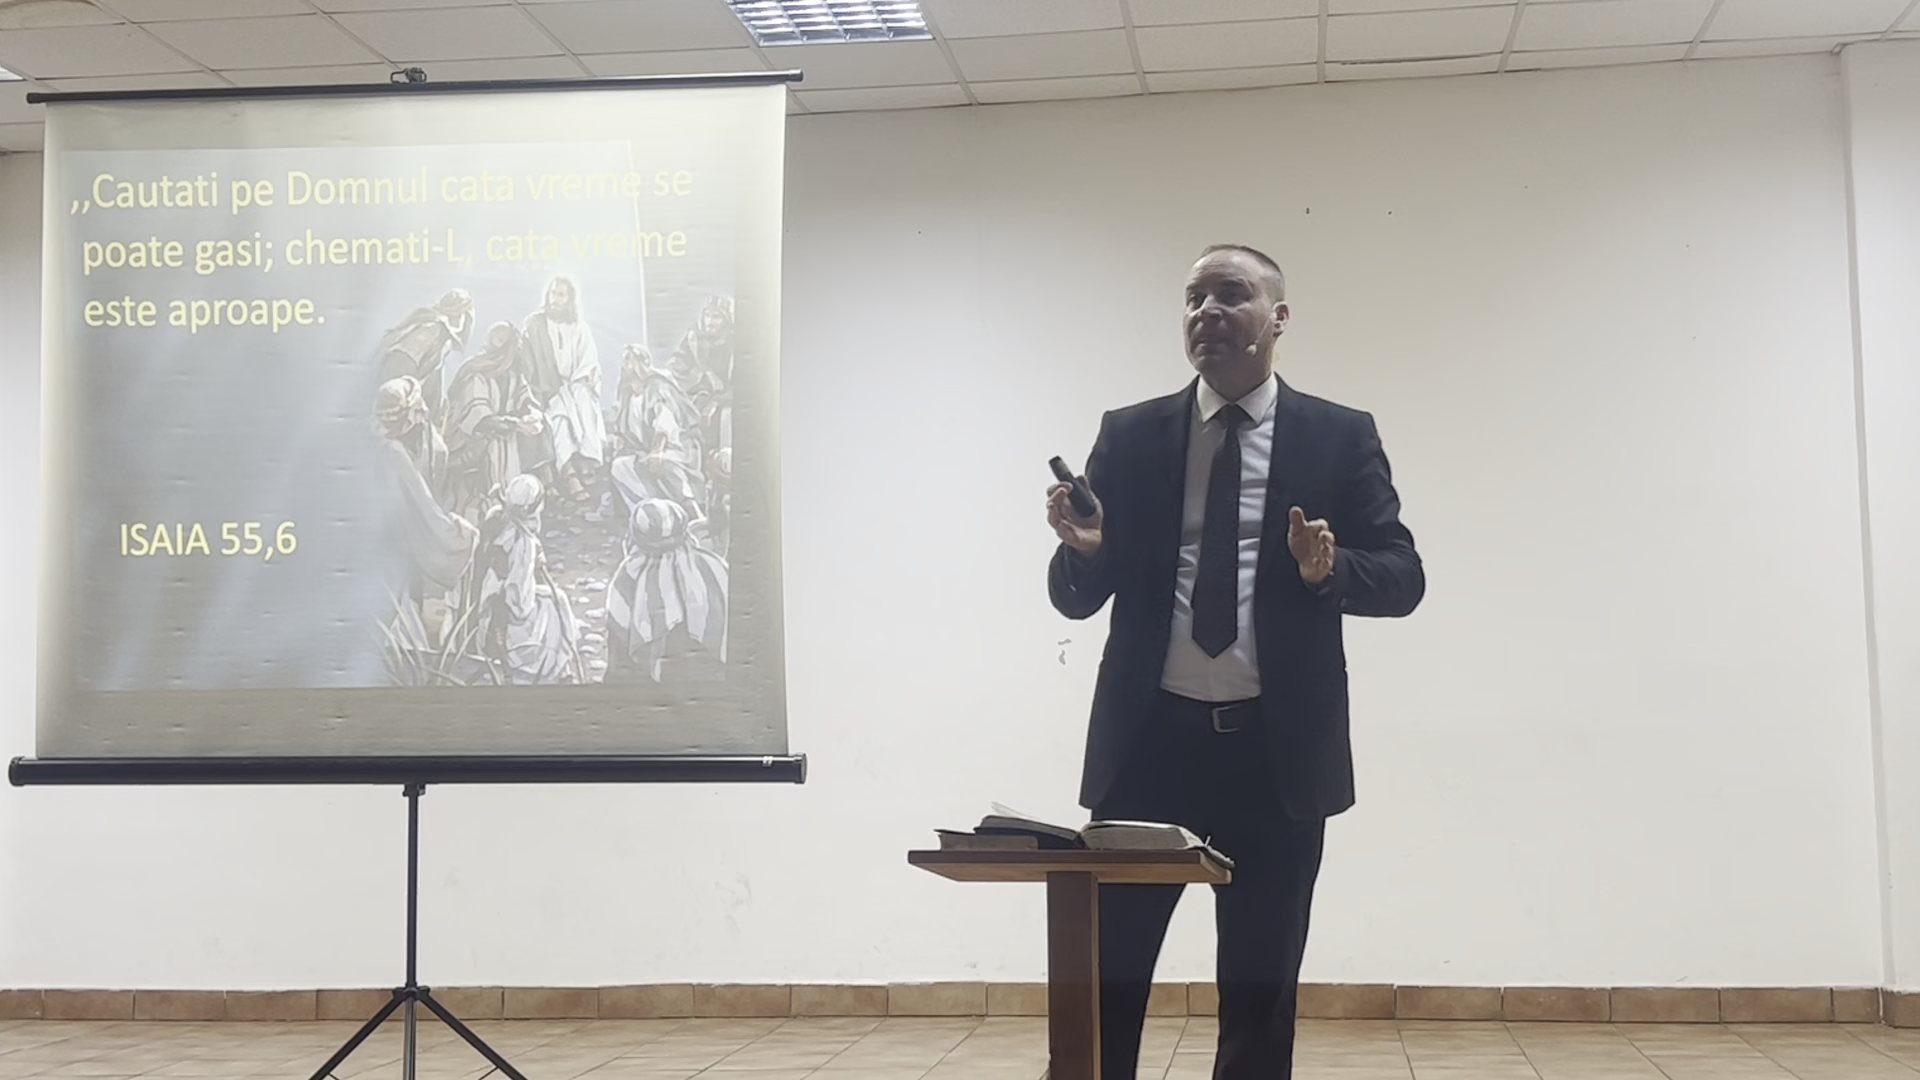 ,,Cautati pe Domnul cata vreme se
poate gasi; chemati-L, cata vreme
este aproape.
ISAIA 55,6